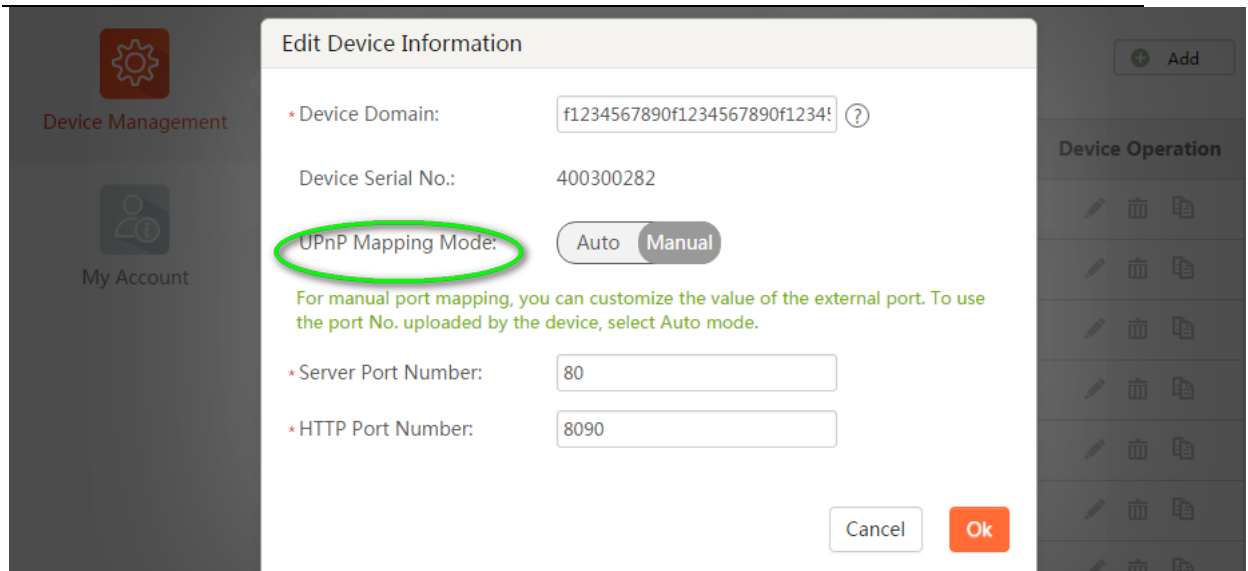 Device Management
My Account
Edit Device Information
* Device Domain: f1234567890f1234567890f1234 ?
Device Serial No.: 400300282
UPnP Mapping Mode: Auto Manual
For manual port mapping, you can customize the value of the external port. To use
the port No. uploaded by the device, select Auto mode.
* Server Port Number: 80
* HTTP Port Number: 8090
Cancel Ok
Add
Device Operation